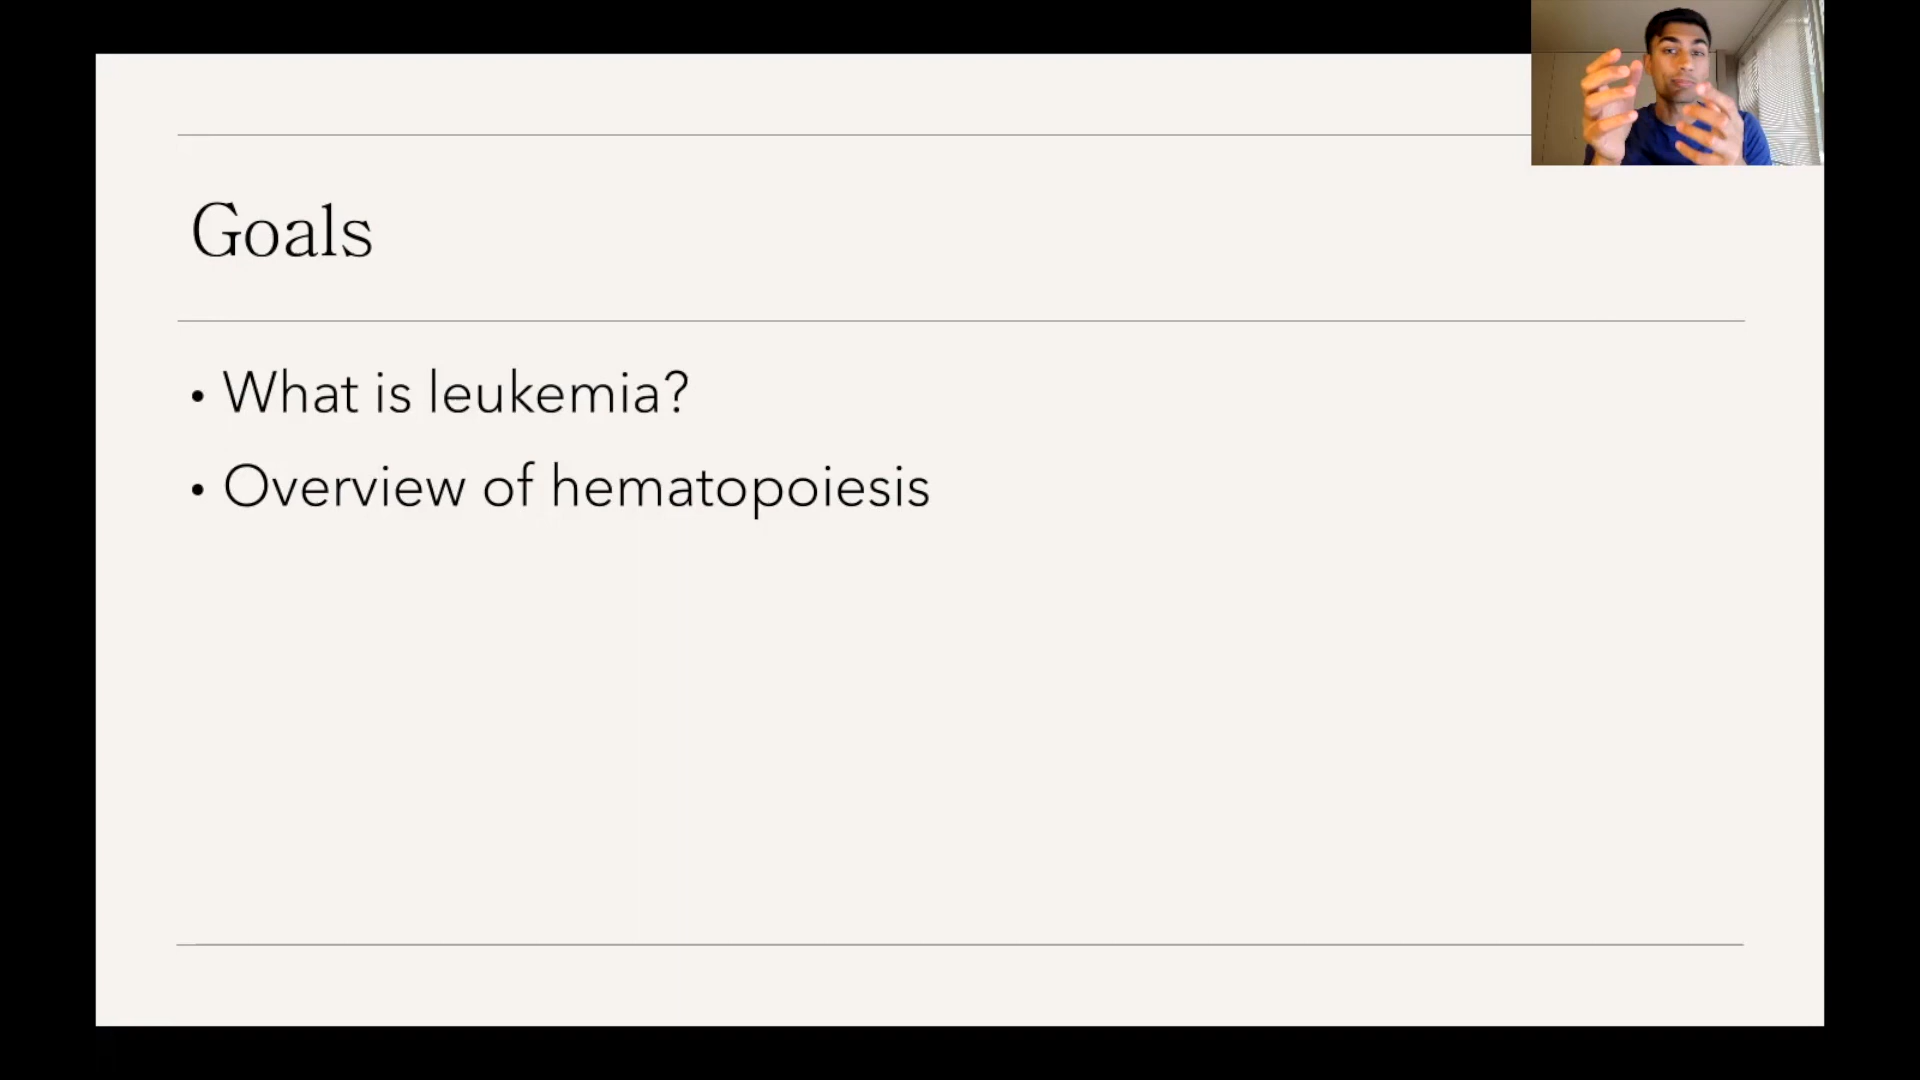 Goals
• What is leukemia?
• Overview of hematopoiesis